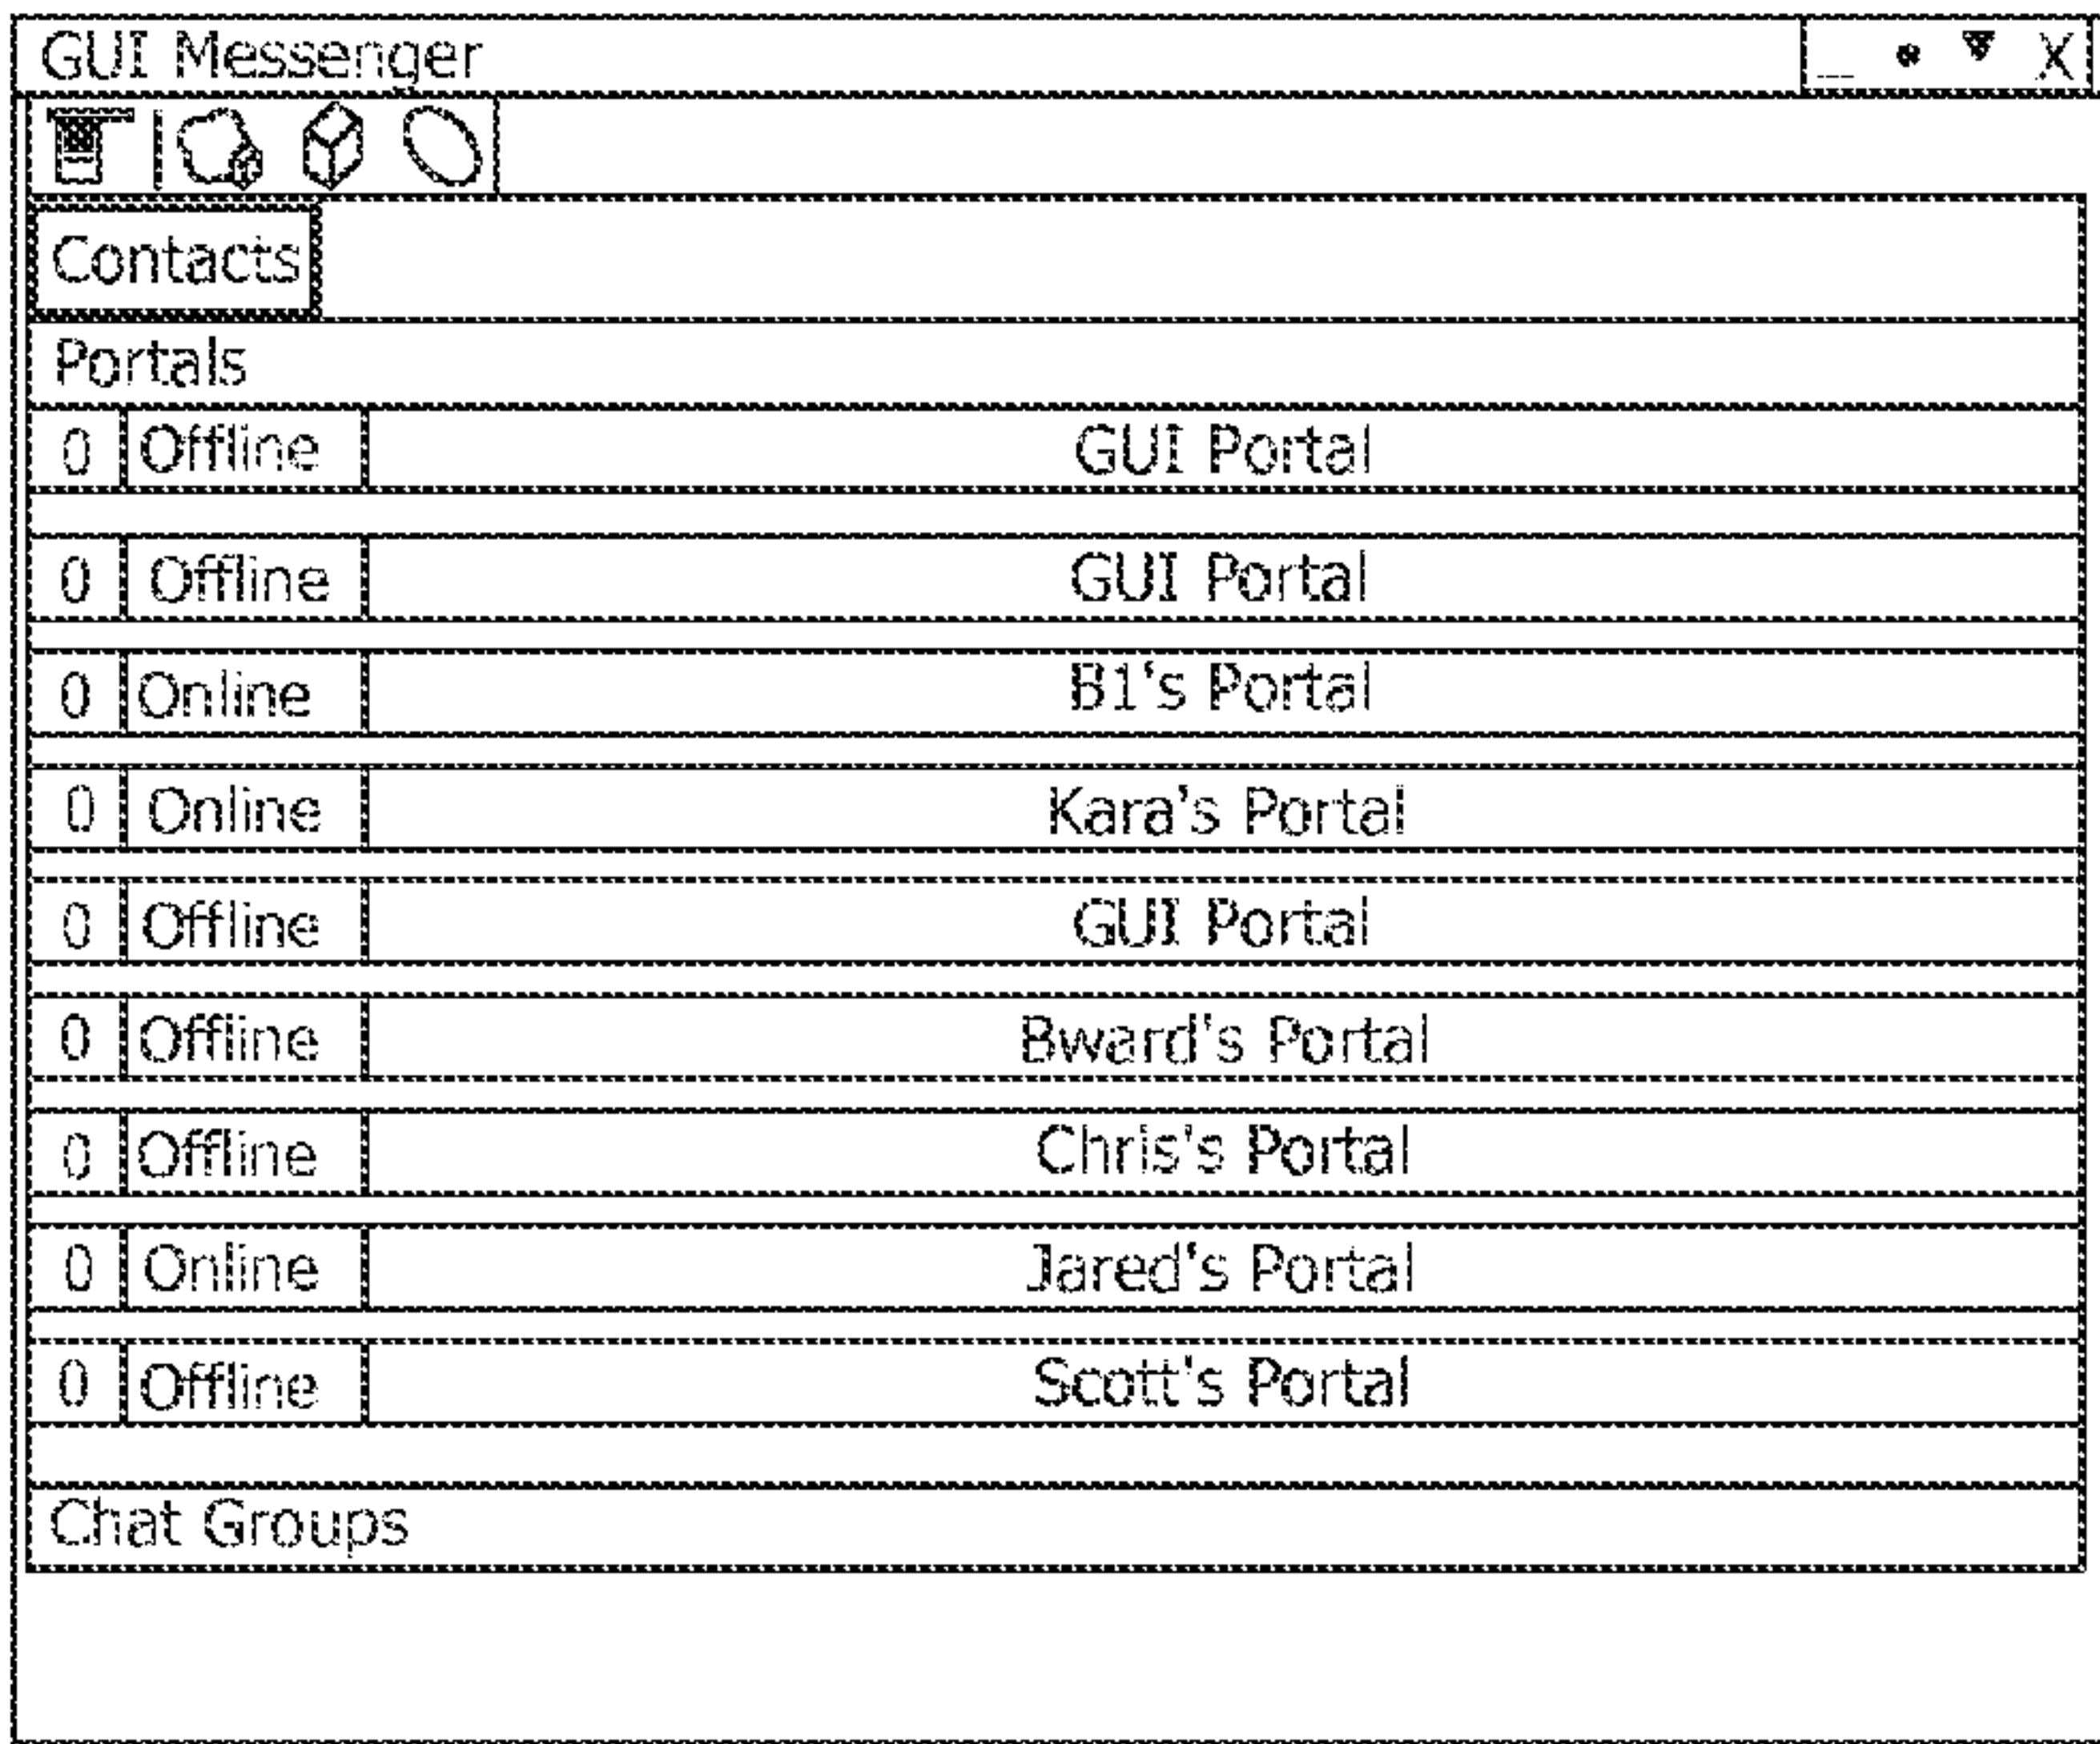 GUI Messenger _ • ▼ X
Contacts
Portals
0 Offline GUI Portal
0 Offline GUI Portal
0 Online B1's Portal
0 Online Kara's Portal
0 Offline GUI Portal
0 Offline Bward's Portal
0 Offline Chris's Portal
0 Online Jared's Portal
0 Offline Scott's Portal
Chat Groups